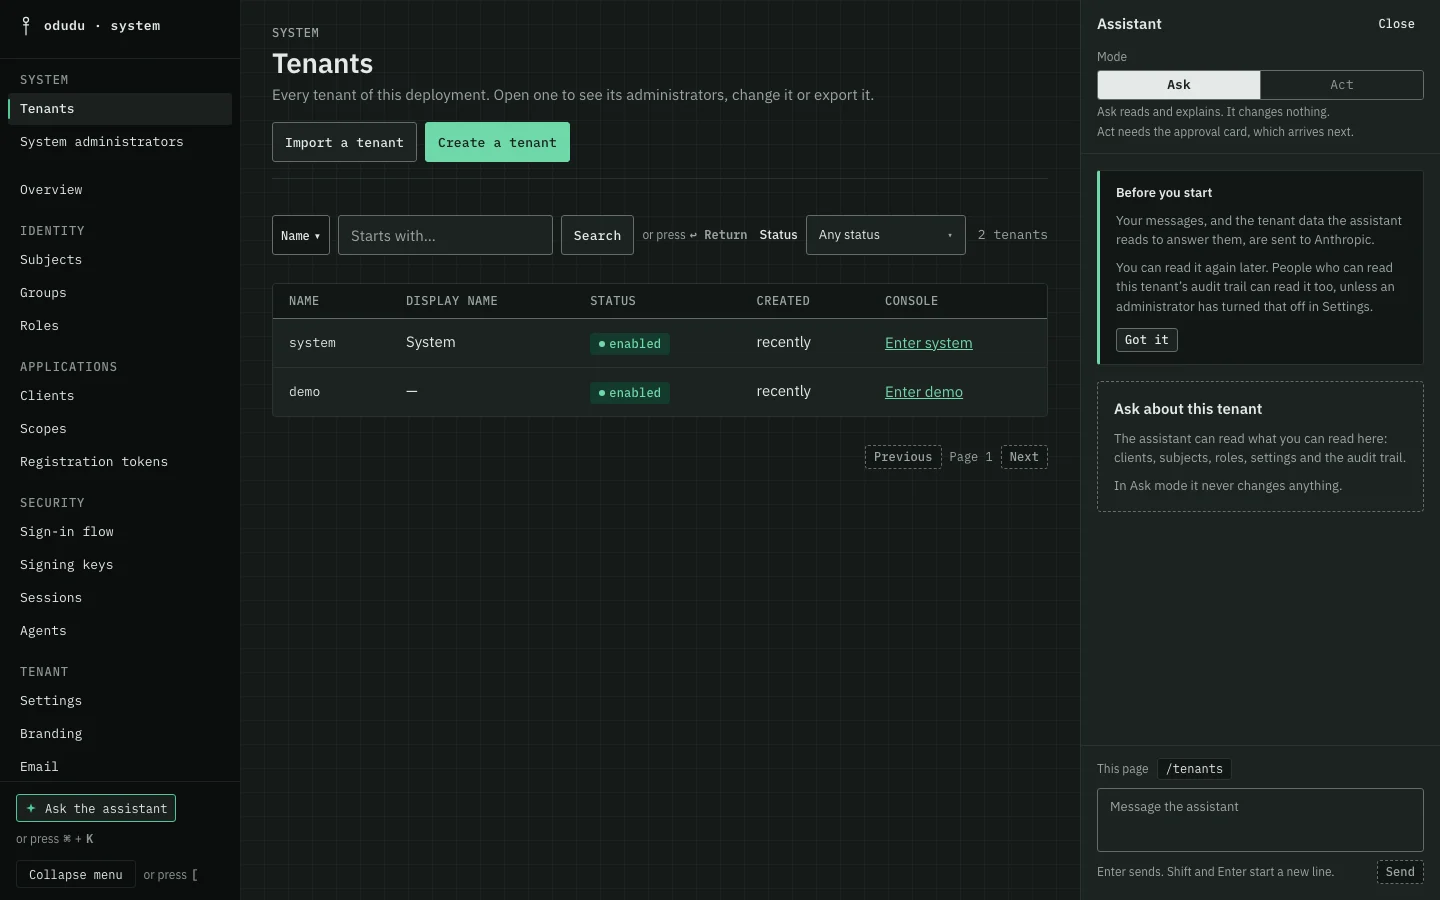 odudu · system
SYSTEM
Tenants
System administrators
Overview
IDENTITY
Subjects
Groups
Roles
APPLICATIONS
Clients
Scopes
Registration tokens
SECURITY
Sign-in flow
Signing keys
Sessions
Agents
TENANT
Settings
Branding
Email
Ask the assistant
or press ⌘ + K
Collapse menu or press [
SYSTEM
Tenants
Every tenant of this deployment. Open one to see its administrators, change it or export it.
Import a tenant Create a tenant
Name ▾ Starts with... Search or press ↩ Return Status Any status ▾ 2 tenants
NAME DISPLAY NAME STATUS CREATED CONSOLE
system System enabled recently Enter system
demo — enabled recently Enter demo
Previous Page 1 Next
Assistant Close
Mode
Ask Act
Ask reads and explains. It changes nothing.
Act needs the approval card, which arrives next.
Before you start
Your messages, and the tenant data the assistant
reads to answer them, are sent to Anthropic.
You can read it again later. People who can read
this tenant’s audit trail can read it too, unless an
administrator has turned that off in Settings.
Got it
Ask about this tenant
The assistant can read what you can read here:
clients, subjects, roles, settings and the audit trail.
In Ask mode it never changes anything.
This page /tenants
Message the assistant
Enter sends. Shift and Enter start a new line. Send